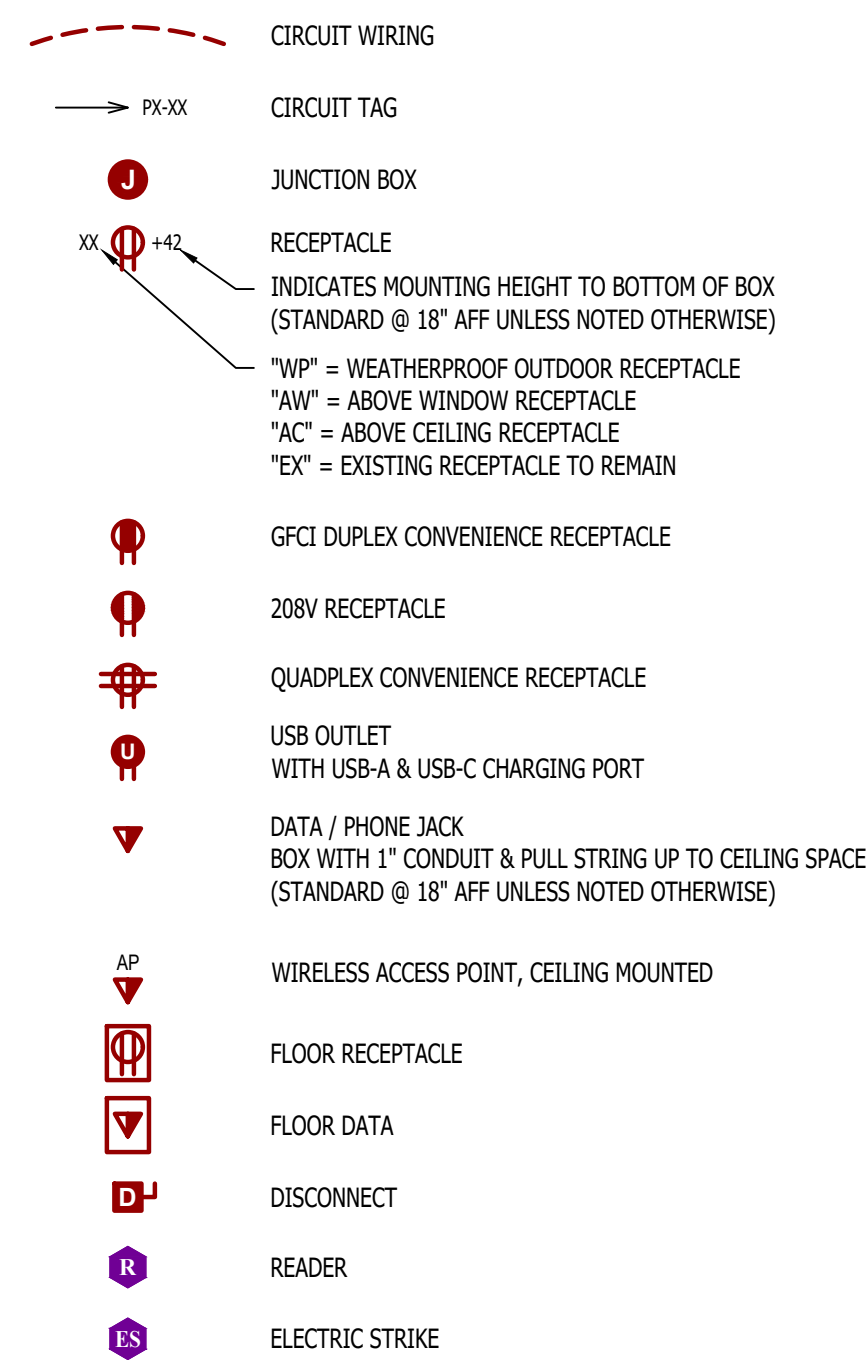 CIRCUIT WIRING
PX-XX CIRCUIT TAG
J JUNCTION BOX
XX +42 RECEPTACLE
INDICATES MOUNTING HEIGHT TO BOTTOM OF BOX
(STANDARD @ 18" AFF UNLESS NOTED OTHERWISE)
"WP" = WEATHERPROOF OUTDOOR RECEPTACLE
"AW" = ABOVE WINDOW RECEPTACLE
"AC" = ABOVE CEILING RECEPTACLE
"EX" = EXISTING RECEPTACLE TO REMAIN
GFCI DUPLEX CONVENIENCE RECEPTACLE
208V RECEPTACLE
QUADPLEX CONVENIENCE RECEPTACLE
USB OUTLET
U WITH USB-A & USB-C CHARGING PORT
DATA / PHONE JACK
BOX WITH 1" CONDUIT & PULL STRING UP TO CEILING SPACE
(STANDARD @ 18" AFF UNLESS NOTED OTHERWISE)
AP WIRELESS ACCESS POINT, CEILING MOUNTED
FLOOR RECEPTACLE
FLOOR DATA
D DISCONNECT
R READER
ES ELECTRIC STRIKE